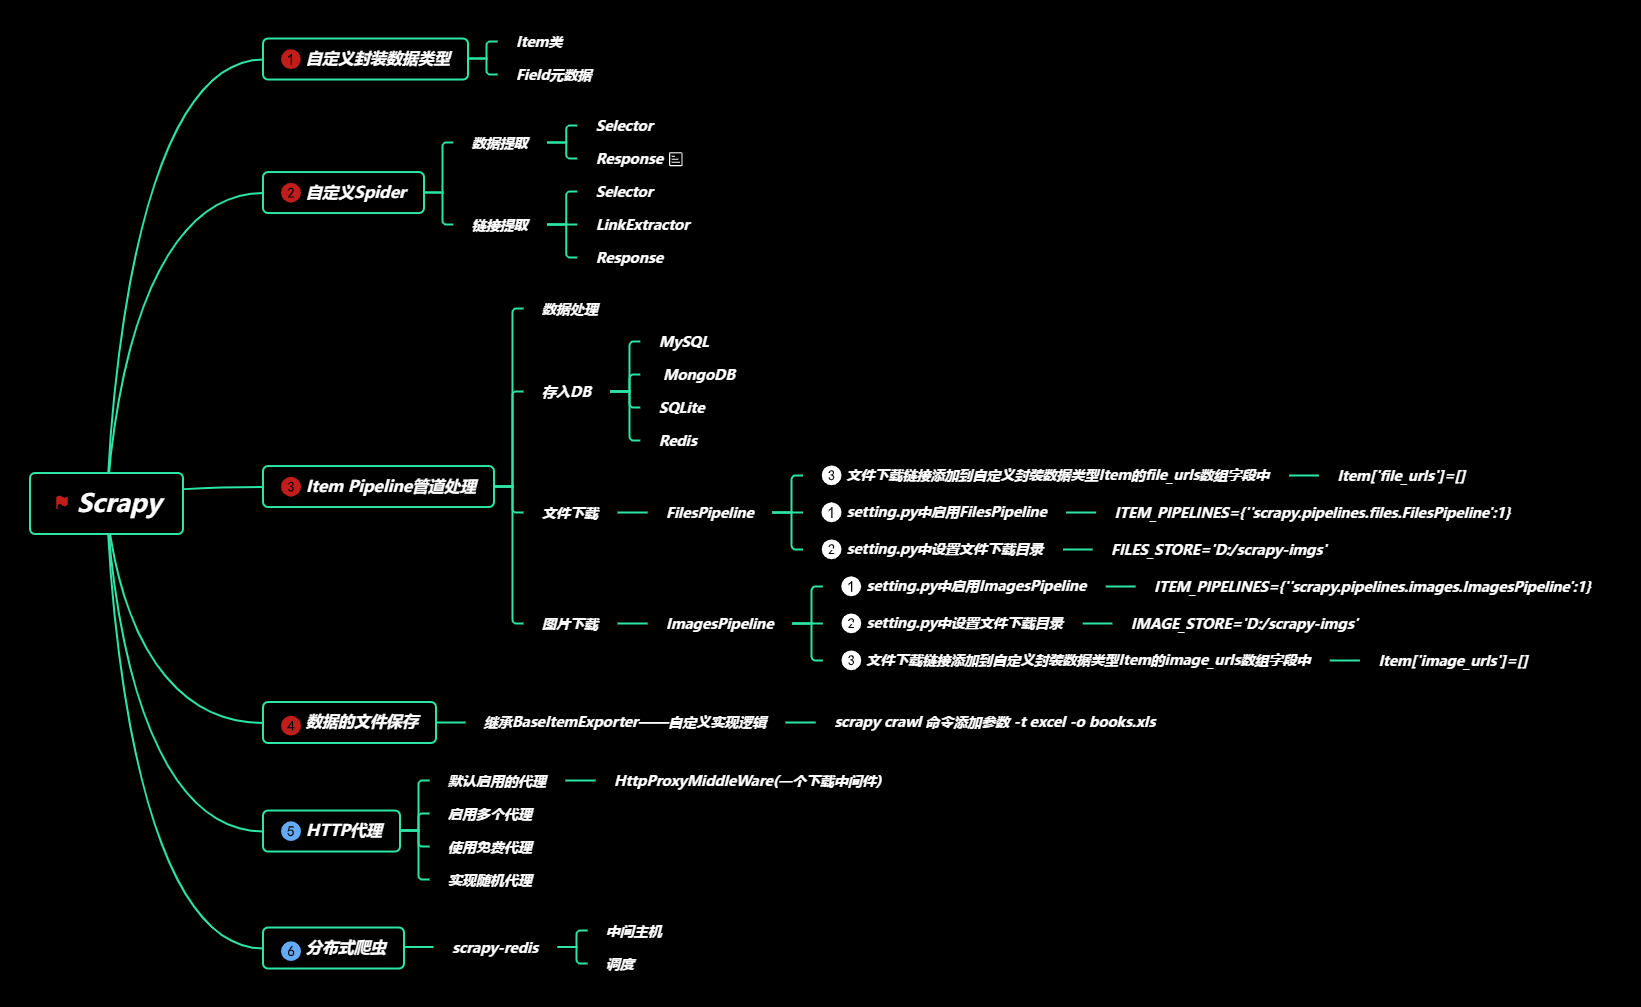 Scrapy
1 自定义封装数据类型
Item类
Field元数据
2 自定义Spider
数据提取
Selector
Response
链接提取
Selector
LinkExtractor
Response
3 Item Pipeline管道处理
数据处理
存入DB
MySQL
MongoDB
SQLite
Redis
文件下载
FilesPipeline
3 文件下载链接添加到自定义封装数据类型Item的file_urls数组字段中
Item['file_urls']=[]
1 setting.py中启用FilesPipeline
ITEM_PIPELINES={''scrapy.pipelines.files.FilesPipeline':1}
2 setting.py中设置文件下载目录
FILES_STORE='D:/scrapy-imgs'
图片下载
ImagesPipeline
1 setting.py中启用ImagesPipeline
ITEM_PIPELINES={''scrapy.pipelines.images.ImagesPipeline':1}
2 setting.py中设置文件下载目录
IMAGE_STORE='D:/scrapy-imgs'
3 文件下载链接添加到自定义封装数据类型Item的image_urls数组字段中
Item['image_urls']=[]
4 数据的文件保存
继承BaseItemExporter——自定义实现逻辑
scrapy crawl 命令添加参数 -t excel -o books.xls
5 HTTP代理
默认启用的代理
HttpProxyMiddleWare(一个下载中间件)
启用多个代理
使用免费代理
实现随机代理
6 分布式爬虫
scrapy-redis
中间主机
调度